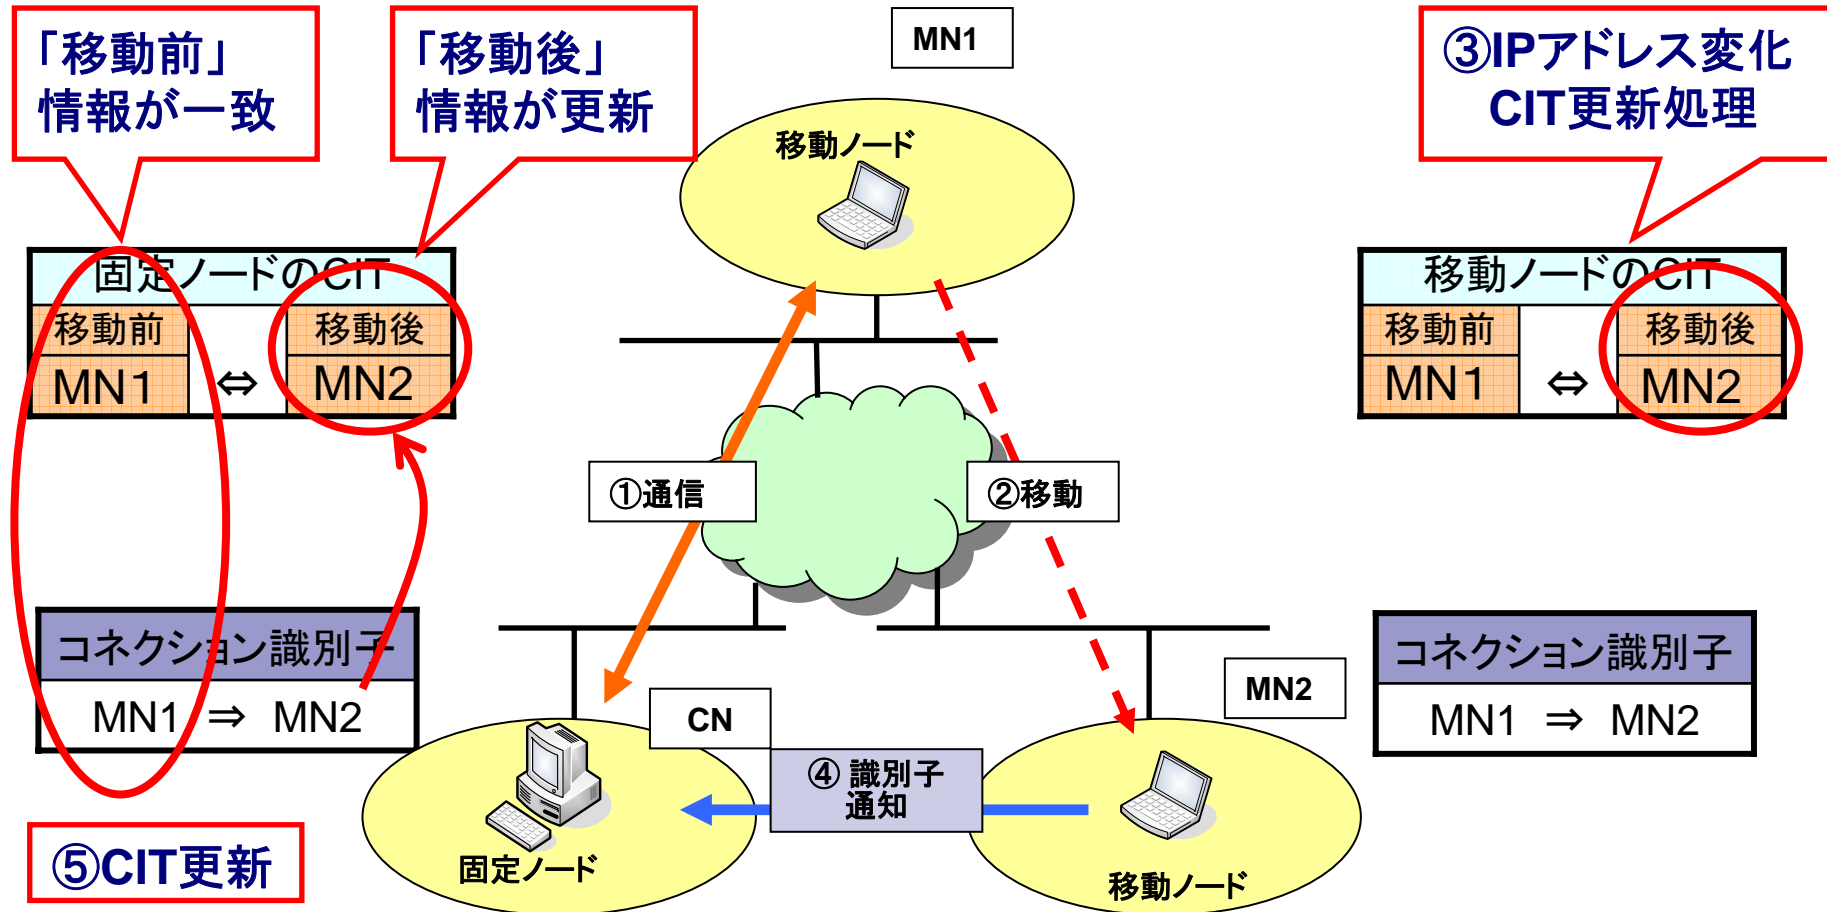 「移動前」
情報が一致
「移動後」
情報が更新
MN1
③IPアドレス変化
CIT更新処理
移動ノード
固定ノードのCIT
移動前
移動後
MN1
⇔
MN2
移動ノードのCIT
移動前
移動後
MN1
⇔
MN2
①通信
②移動
コネクション識別子
MN1 ⇒ MN2
コネクション識別子
MN1 ⇒ MN2
CN
MN2
④ 識別子
通知
固定ノード
移動ノード
⑤CIT更新